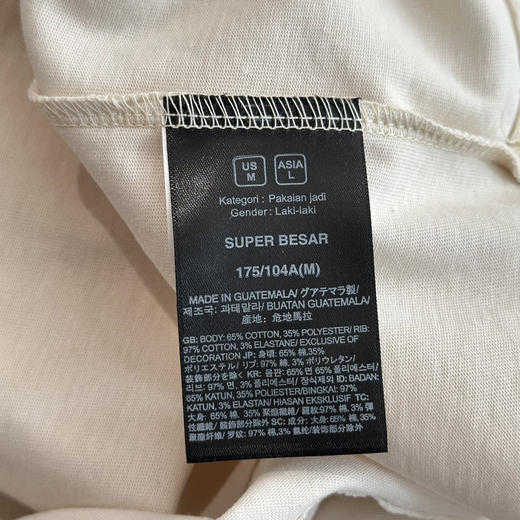 US M
ASIA L
Kategori : Pakaian jadi
Gender: Laki-laki
SUPER BESAR
175/104A(M)
MADE IN GUATEMALA/ グアテマラ製/
제조국: 과테말라/ BUATAN GUATEMALA/
産地: 危地馬拉
GB: BODY: 65% COTTON, 35% POLYESTER/ RIB:
97% COTTON, 3% ELASTANE/ EXCLUSIVE OF
DECORATION JP: 身頃: 65% 綿,35%
ポリエステル/ リブ: 97% 綿,3% ポリウレタン/
装飾部分を除く KR: 몸판: 65% 면 35% 폴리에스터/
리브: 97% 면, 3% 폴리에스터/ 장식제외 ID: BADAN:
65% KATUN, 35% POLIYESTER/BINGKAI: 97%
KATUN, 3% ELASTAN/ HIASAN EKSKLUSIF TC:
大身: 65% 棉, 35% 聚酯纖維/ 羅紋:97% 棉, 3% 彈
性纖維/ 裝飾部分除外 SC: 成分: 大身: 65%
棉,35% 聚酯纤维/ 罗纹: 97% 棉,3% 氨纶/装饰部分除外